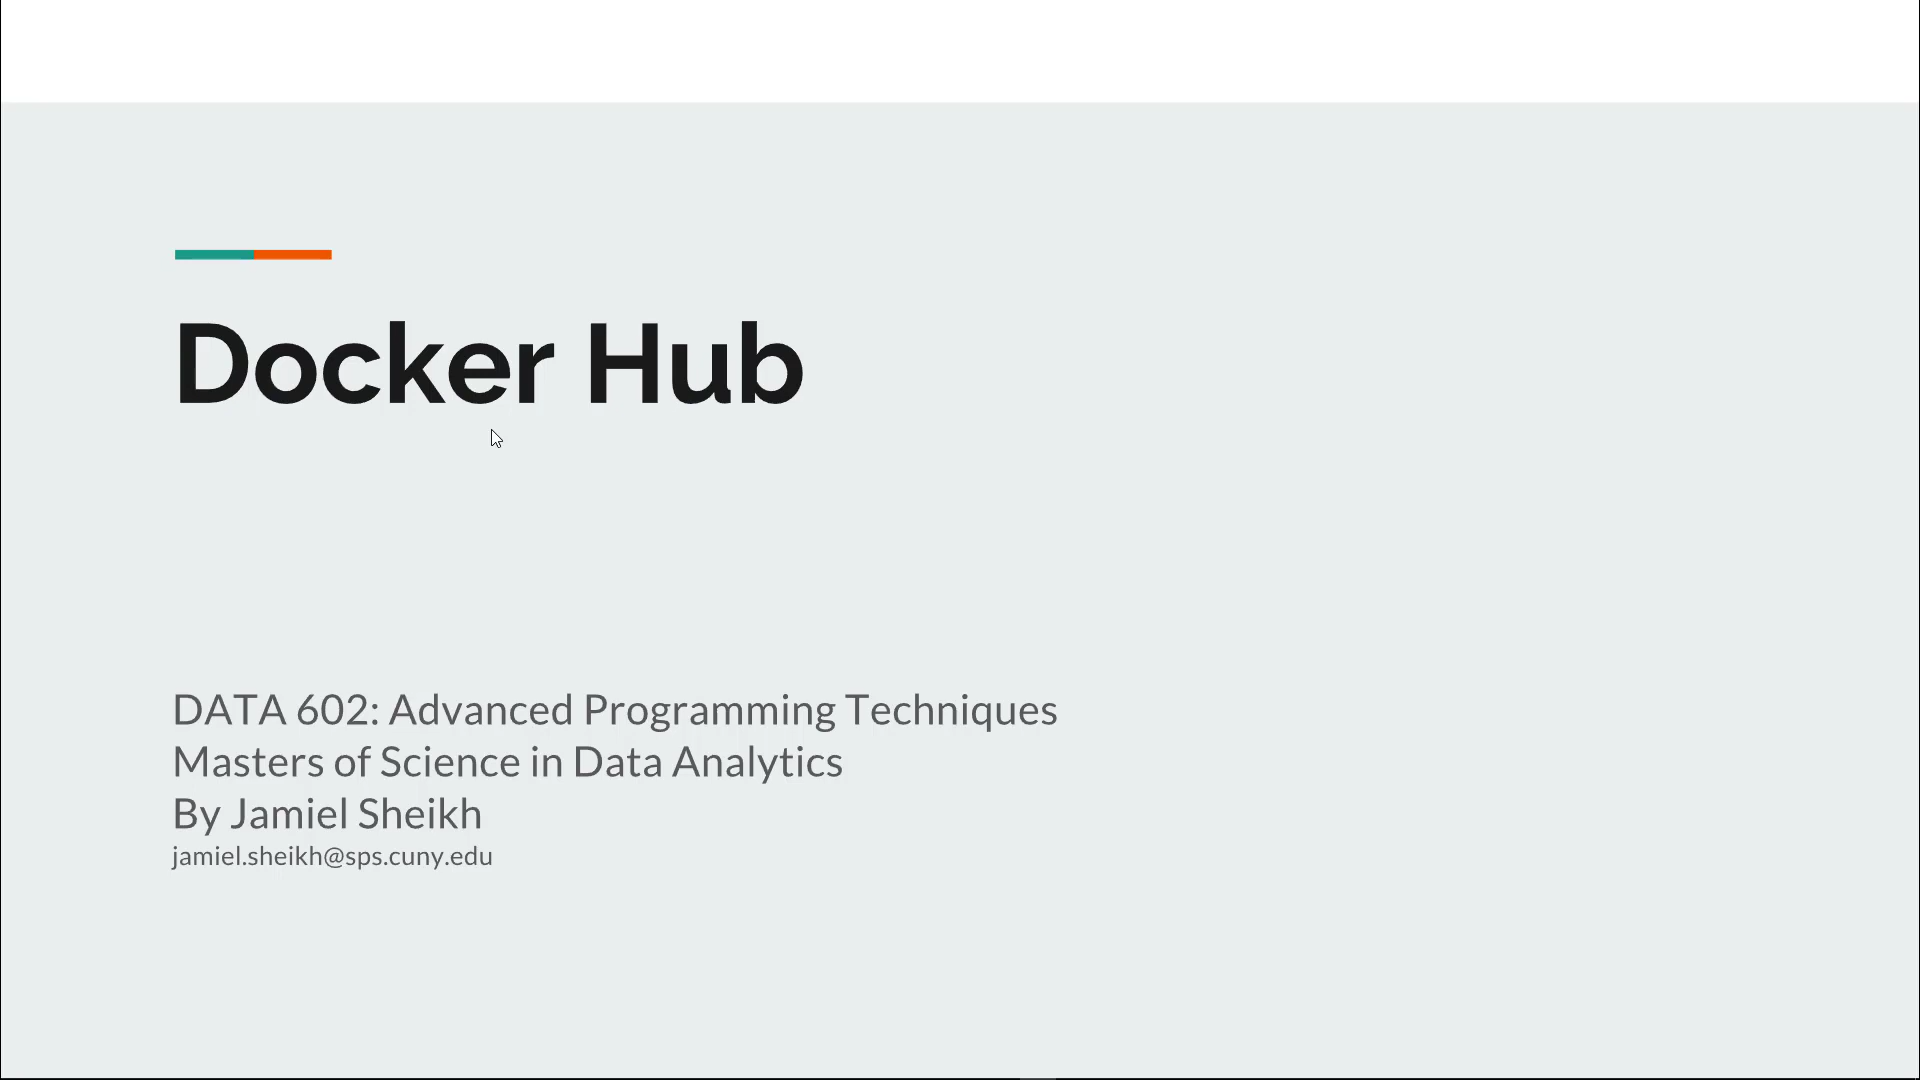 Docker Hub
DATA 602: Advanced Programming Techniques
Masters of Science in Data Analytics
By Jamiel Sheikh
jamiel.sheikh@sps.cuny.edu